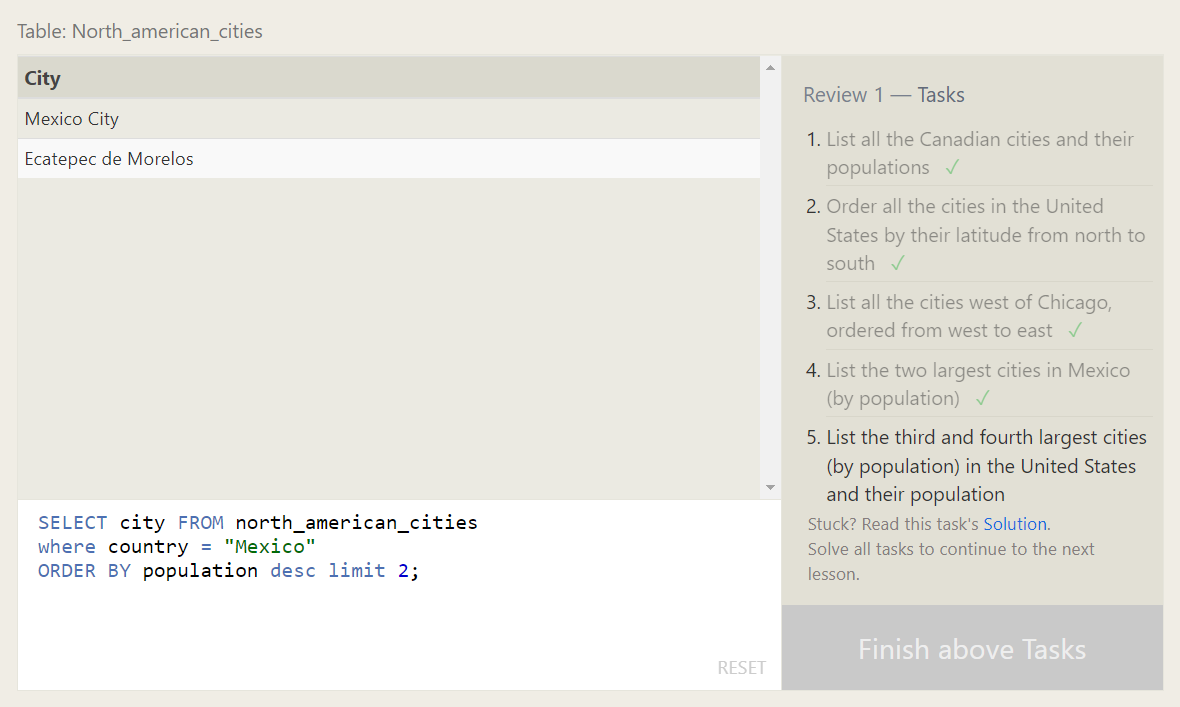 Table: North_american_cities
City
Mexico City
Ecatepec de Morelos
SELECT city FROM north_american_cities
where country = "Mexico"
ORDER BY population desc limit 2;
RESET
Review 1 — Tasks
1. List all the Canadian cities and their
populations ✓
2. Order all the cities in the United
States by their latitude from north to
south ✓
3. List all the cities west of Chicago,
ordered from west to east ✓
4. List the two largest cities in Mexico
(by population) ✓
5. List the third and fourth largest cities
(by population) in the United States
and their population
Stuck? Read this task's Solution.
Solve all tasks to continue to the next
lesson.
Finish above Tasks